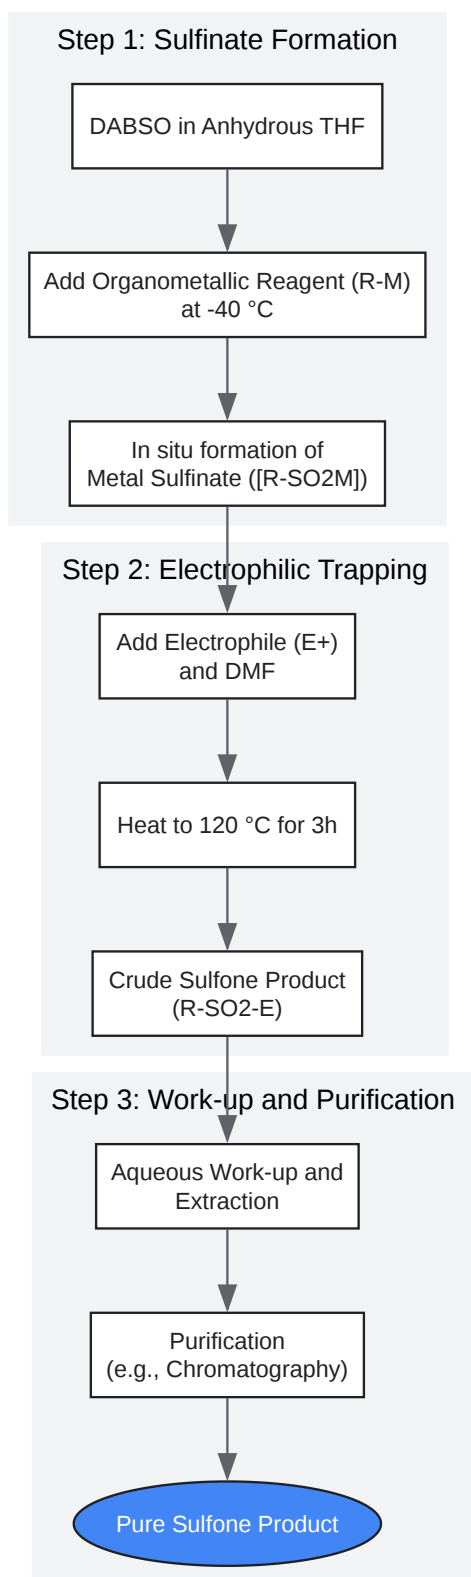 Step 1: Sulfinate Formation
DABSO in Anhydrous THF
Add Organometallic Reagent (R-M)
at -40 °C
In situ formation of
Metal Sulfinate ([R-SO2M])
Step 2: Electrophilic Trapping
Add Electrophile (E+)
and DMF
Heat to 120 °C for 3h
Crude Sulfone Product
(R-SO2-E)
Step 3: Work-up and Purification
Aqueous Work-up and
Extraction
Purification
(e.g., Chromatography)
Pure Sulfone Product